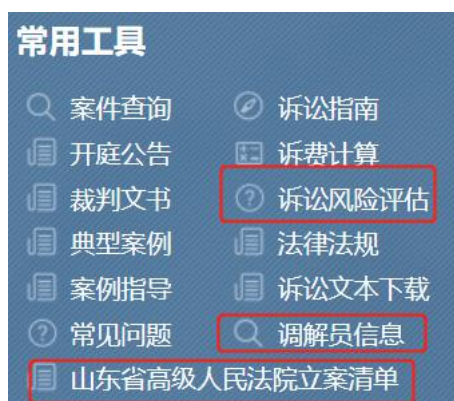 常用工具
案件查询 诉讼指南
开庭公告 诉费计算
裁判文书 诉讼风险评估
典型案例 法律法规
案例指导 诉讼文本下载
常见问题 调解员信息
山东省高级人民法院立案清单